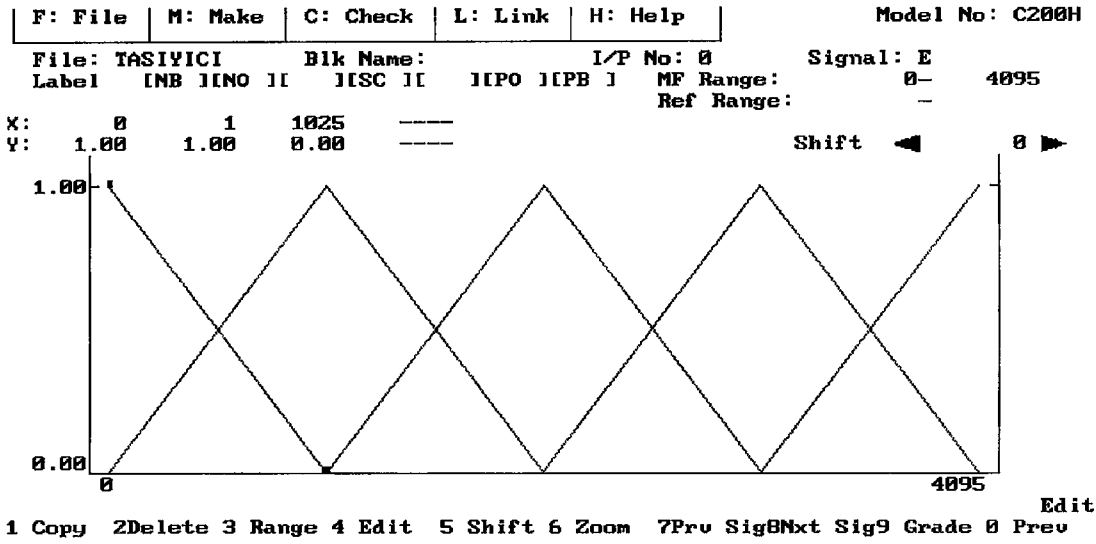 F: File M: Make C: Check L: Link H: Help Model No: C200H
File: TASIYICI Blk Name: I/P No: 0 Signal: E
Label [NB ][NO ][ ][SC ][ ][PO ][PB ] MF Range: 0- 4095
Ref Range: -
X: 0 1 1025 ----
Y: 1.00 1.00 0.00 ----
Shift ◀ 0 ▶
1.00
0.00
0 4095
Edit
1 Copy 2Delete 3 Range 4 Edit 5 Shift 6 Zoom 7Prv Sig8Nxt Sig9 Grade 0 Prev